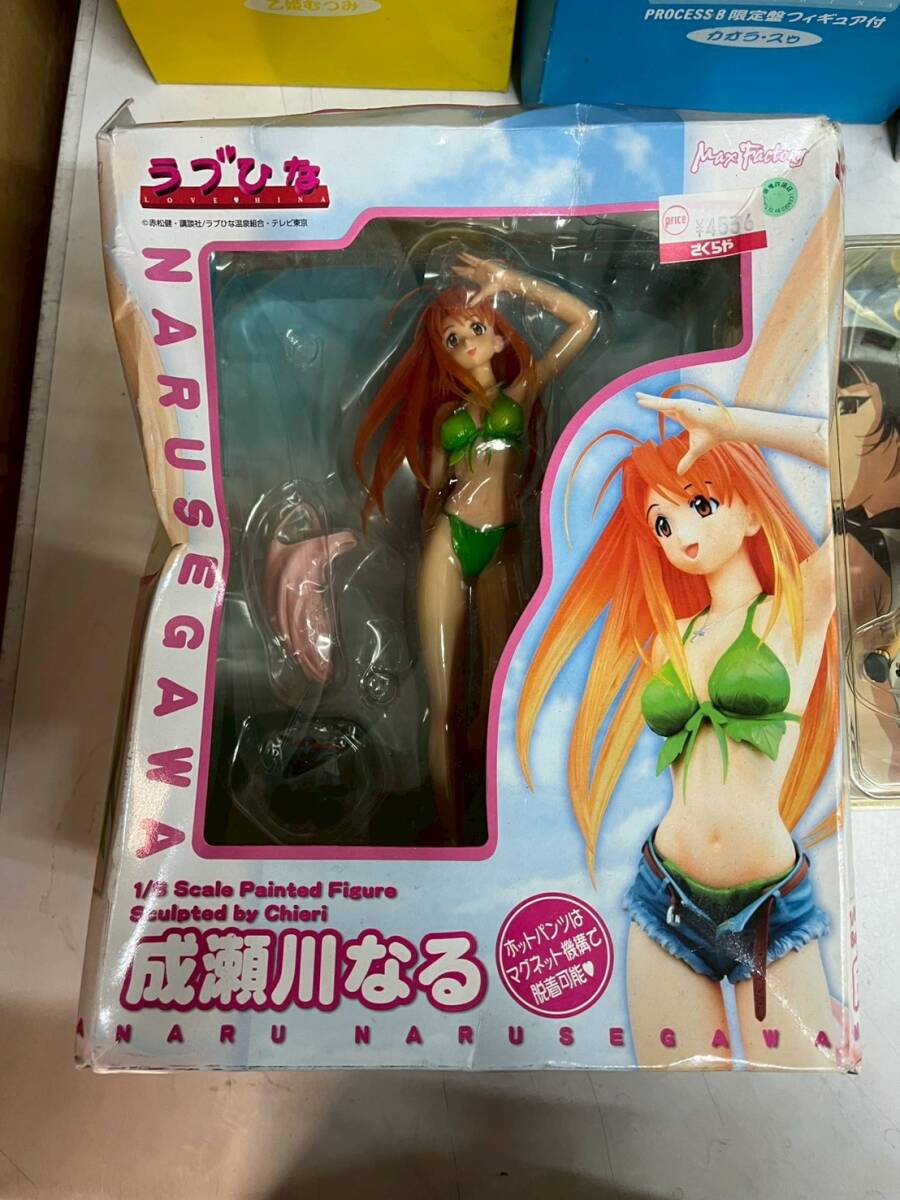 乙姫むつみ
PROCESS 8 限定盤フィギュア付
カオラ・スゥ
ラブひな
LOVE♥HINA
©赤松健・講談社/ラブひな温泉組合・テレビ東京
Max Factory
price
¥4536
さくらや
NARUSEGAWA
1/8 Scale Painted Figure
Sculpted by Chieri
成瀬川なる
ホットパンツは
マグネット機構で
脱着可能♥
A NARU NARUSEGAWA